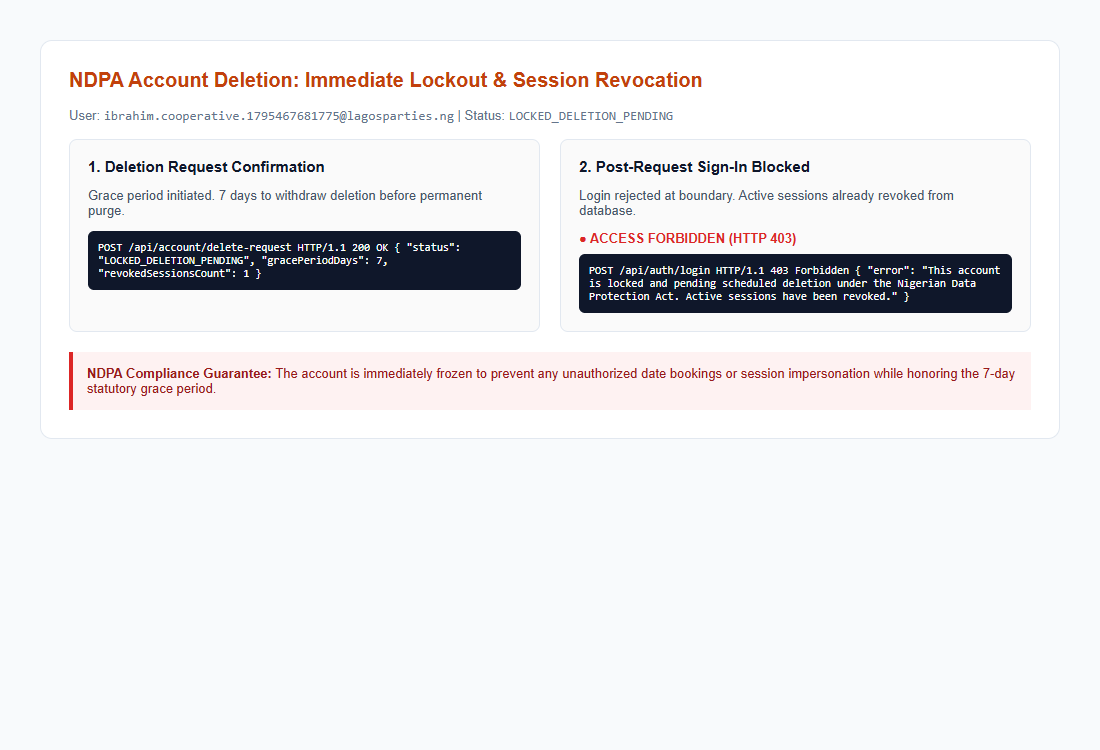 NDPA Account Deletion: Immediate Lockout & Session Revocation
User: ibrahim.cooperative.1795467681775@lagosparties.ng | Status: LOCKED_DELETION_PENDING
1. Deletion Request Confirmation
Grace period initiated. 7 days to withdraw deletion before permanent
purge.
POST /api/account/delete-request HTTP/1.1 200 OK { "status":
"LOCKED_DELETION_PENDING", "gracePeriodDays": 7,
"revokedSessionsCount": 1 }
2. Post-Request Sign-In Blocked
Login rejected at boundary. Active sessions already revoked from
database.
● ACCESS FORBIDDEN (HTTP 403)
POST /api/auth/login HTTP/1.1 403 Forbidden { "error": "This account
is locked and pending scheduled deletion under the Nigerian Data
Protection Act. Active sessions have been revoked." }
NDPA Compliance Guarantee: The account is immediately frozen to prevent any unauthorized date bookings or session impersonation while honoring the 7-day
statutory grace period.